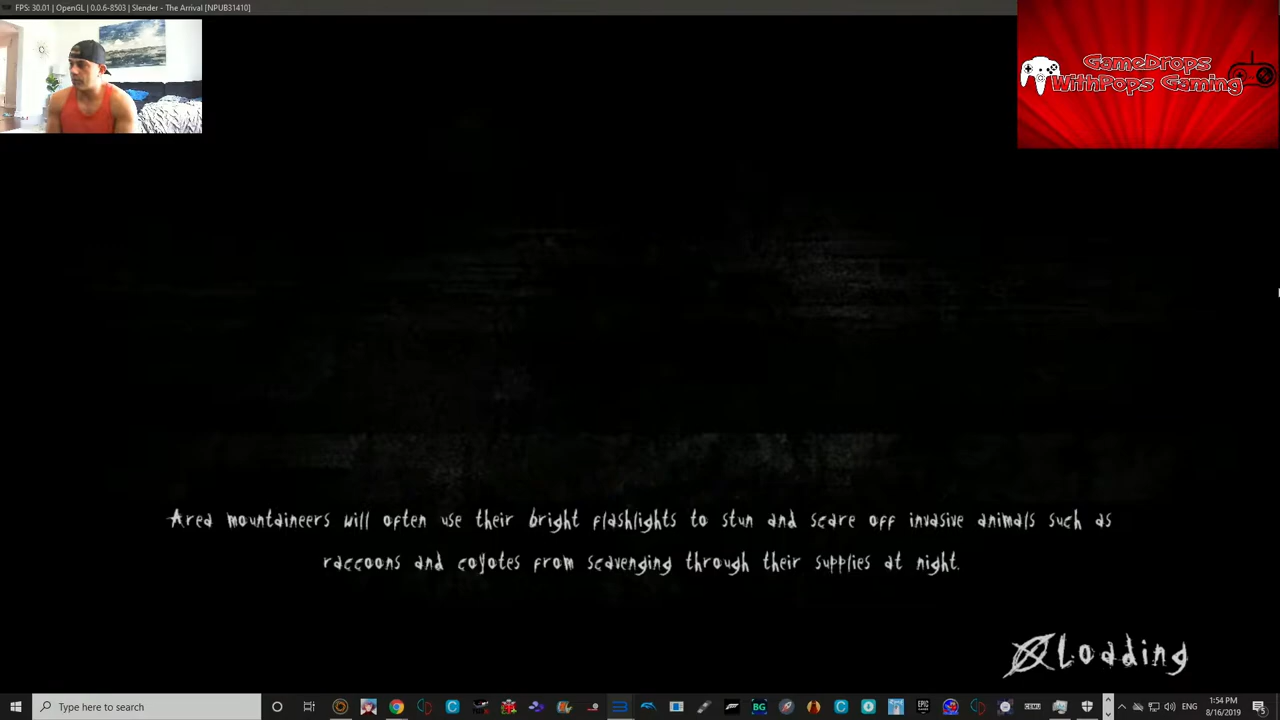 FPS: 30.01 | OpenGL | 0.0.6-8503 | Slender - The Arrival [NPUB31410]
GameDrops
WithPops Gaming
Area mountaineers will often use their bright flashlights to stun and scare off invasive animals such as
raccoons and coyotes from scavenging through their supplies at night.
Loading
Type here to search
BG
EPIC
ENG
1:54 PM
8/16/2019